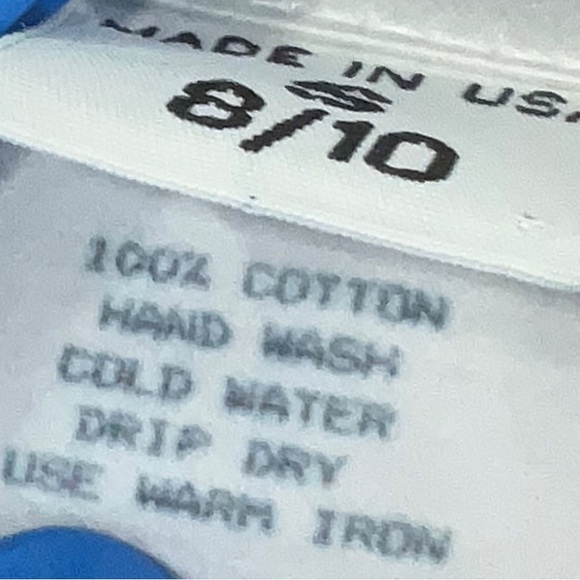 MADE IN USA
8/10
100% COTTON
HAND WASH
COLD WATER
DRIP DRY
USE WARM IRON